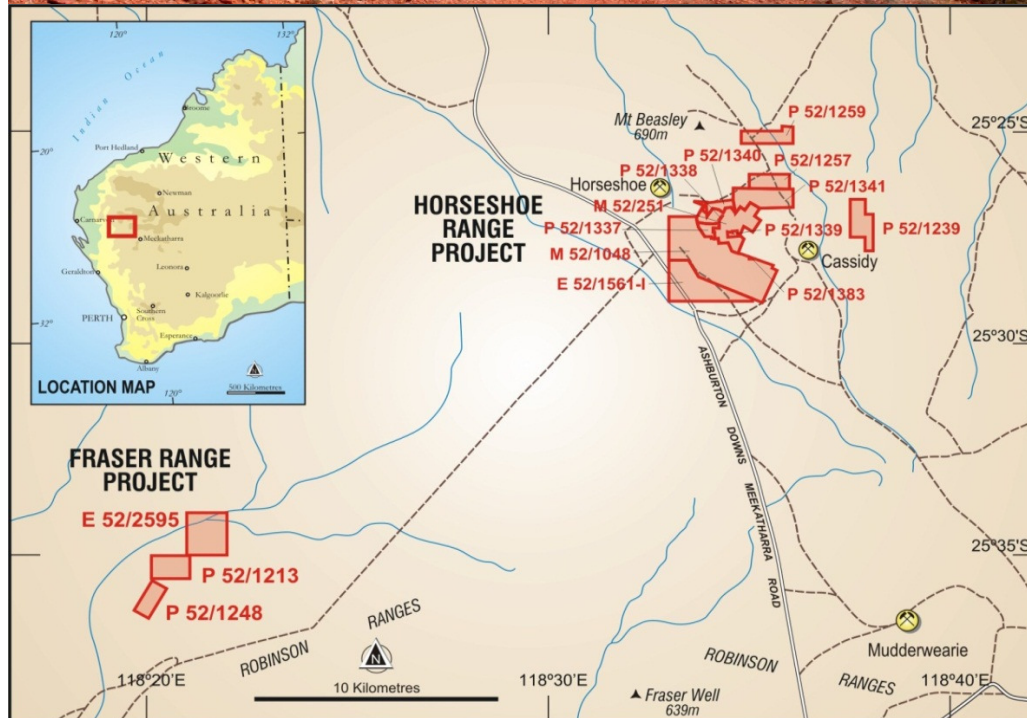 120°
132°
Indian Ocean
Broome
20°
Port Hedland
Western
Newman
Australia
Carnarvon
Meekatharra
Geraldton
Leonora
Kalgoorlie
PERTH
Southern
Cross
32°
Esperance
Albany
LOCATION MAP
120°
500 Kilometres
Mt Beasley
690m
P 52/1259
25°25'S
P 52/1340
P 52/1257
P 52/1338
Horseshoe
P 52/1341
M 52/251
HORSESHOE
RANGE
PROJECT
P 52/1337
P 52/1339
P 52/1239
M 52/1048
Cassidy
E 52/1561-I
P 52/1383
25°30'S
ASHBURTON DOWNS MEEKATHARRA ROAD
FRASER RANGE
PROJECT
E 52/2595
25°35'S
P 52/1213
P 52/1248
ROBINSON RANGES
N
Mudderwearie
ROBINSON RANGES
118°20'E
10 Kilometres
118°30'E
Fraser Well
639m
118°40'E